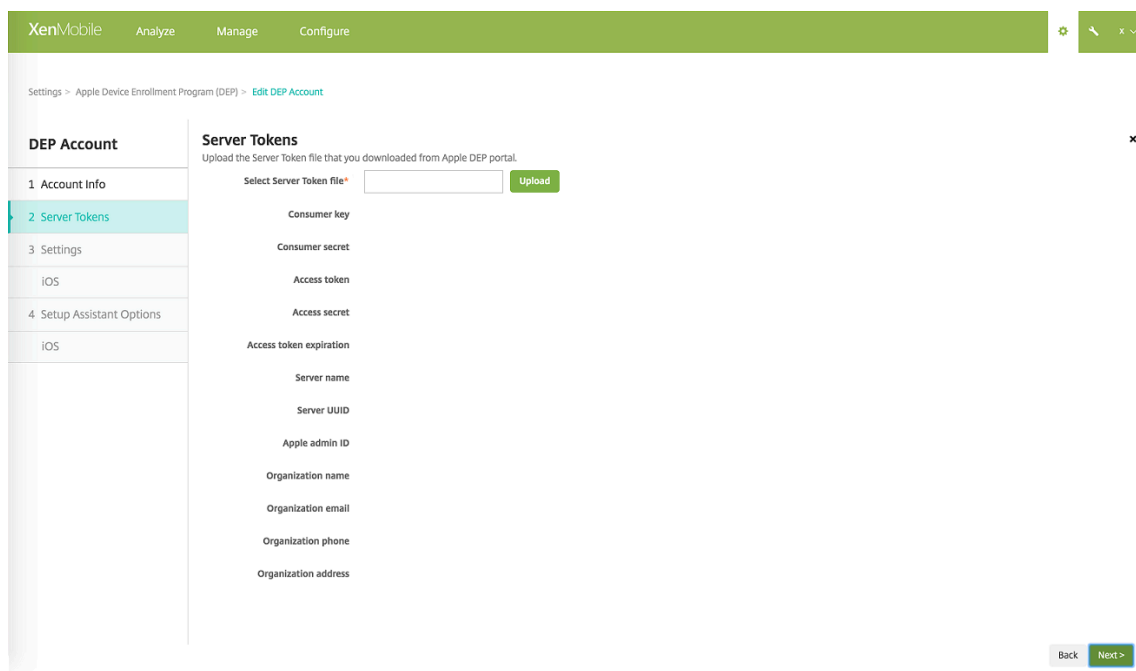 XenMobile Analyze Manage Configure x
Settings > Apple Device Enrollment Program (DEP) > Edit DEP Account
DEP Account
1 Account Info
2 Server Tokens
3 Settings
iOS
4 Setup Assistant Options
iOS
Server Tokens
Upload the Server Token file that you downloaded from Apple DEP portal.
Select Server Token file* Upload
Consumer key
Consumer secret
Access token
Access secret
Access token expiration
Server name
Server UUID
Apple admin ID
Organization name
Organization email
Organization phone
Organization address
Back Next >